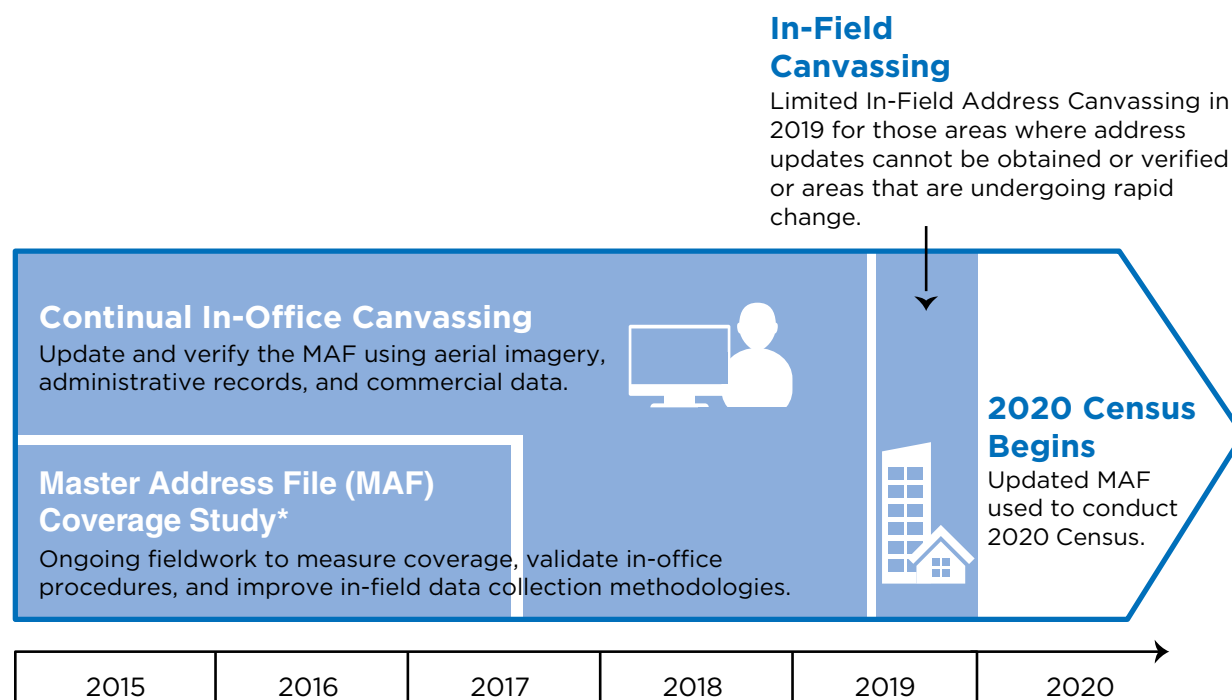 In-Field
Canvassing
Limited In-Field Address Canvassing in
2019 for those areas where address
updates cannot be obtained or verified
or areas that are undergoing rapid
change.
Continual In-Office Canvassing
Update and verify the MAF using aerial imagery,
administrative records, and commercial data.
Master Address File (MAF)
Coverage Study*
Ongoing fieldwork to measure coverage, validate in-office
procedures, and improve in-field data collection methodologies.
2020 Census
Begins
Updated MAF
used to conduct
2020 Census.
2015 2016 2017 2018 2019 2020